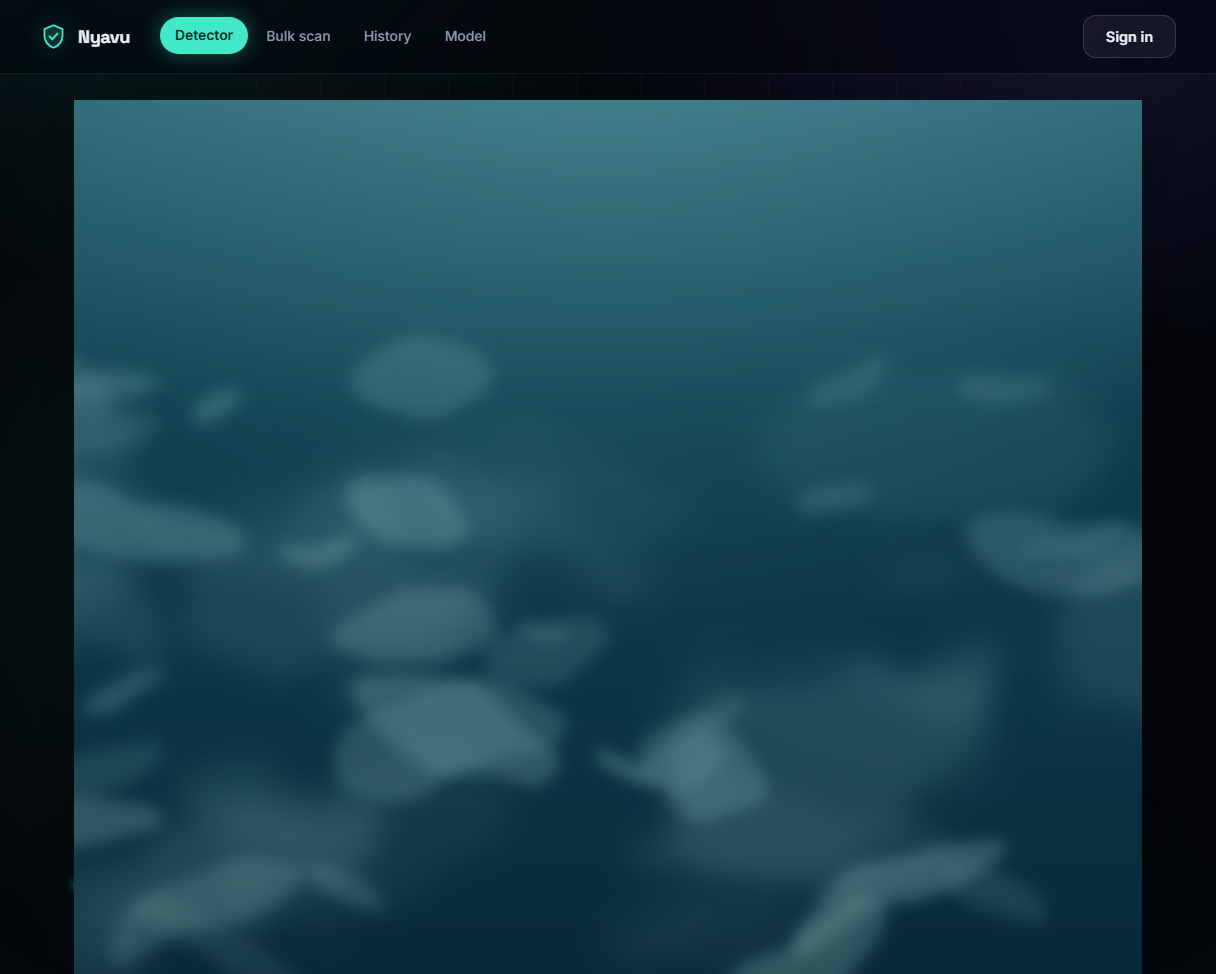 Nyavu
Detector
Bulk scan
History
Model
Sign in